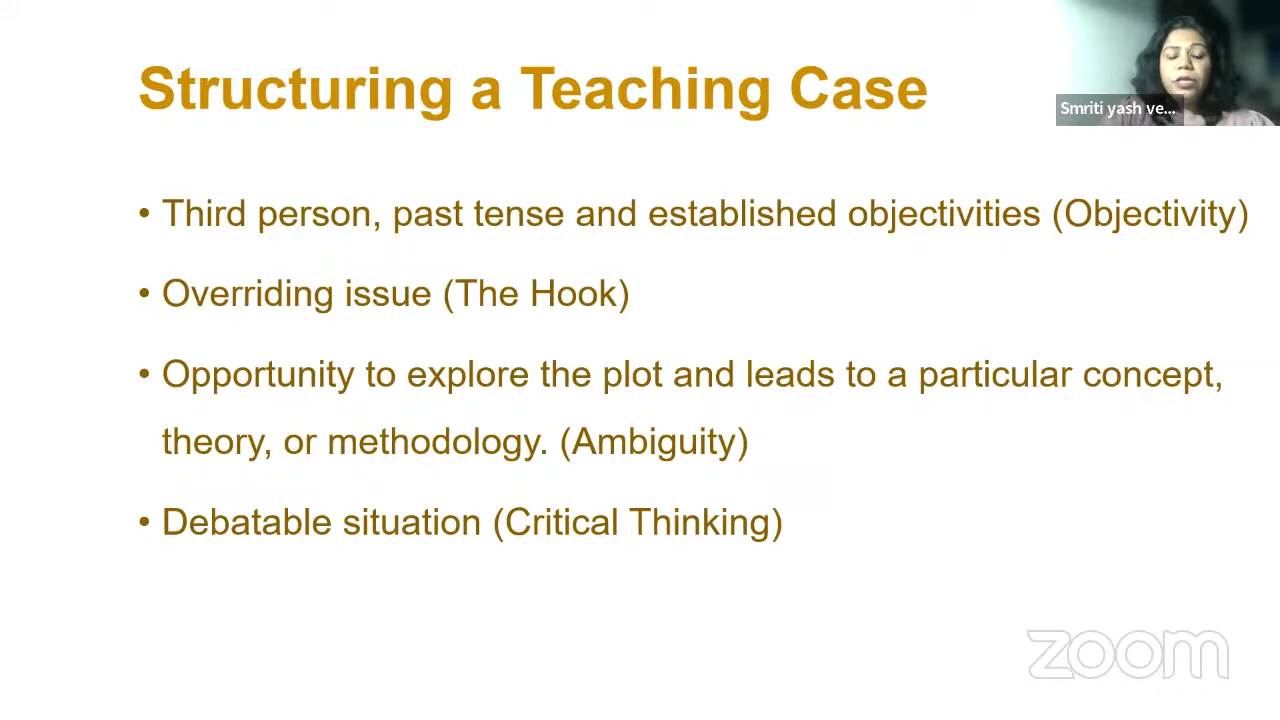 Structuring a Teaching Case
Smriti yash ve...
• Third person, past tense and established objectivities (Objectivity)
• Overriding issue (The Hook)
• Opportunity to explore the plot and leads to a particular concept,
theory, or methodology. (Ambiguity)
• Debatable situation (Critical Thinking)
zoom